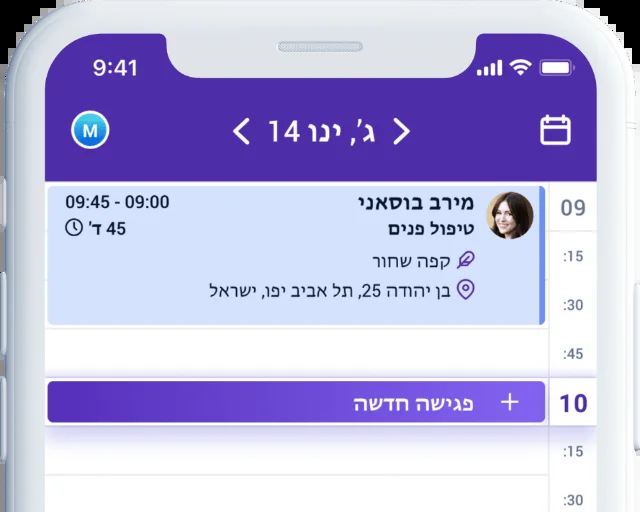 9:41
M
ג', ינו 14
מירב בוסאני
09:00 - 09:45
טיפול פנים
45 ד'
קפה שחור
בן יהודה 25, תל אביב יפו, ישראל
09
:15
:30
:45
10
פגישה חדשה
:15
:30